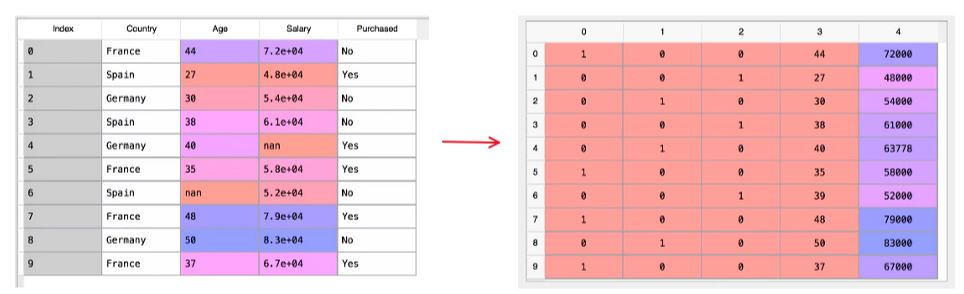 Index Country Age Salary Purchased
0 France 44 7.2e+04 No
1 Spain 27 4.8e+04 Yes
2 Germany 30 5.4e+04 No
3 Spain 38 6.1e+04 No
4 Germany 40 nan Yes
5 France 35 5.8e+04 Yes
6 Spain nan 5.2e+04 No
7 France 48 7.9e+04 Yes
8 Germany 50 8.3e+04 No
9 France 37 6.7e+04 Yes
0 1 2 3 4
0 1 0 0 44 72000
1 0 0 1 27 48000
2 0 1 0 30 54000
3 0 0 1 38 61000
4 0 1 0 40 63778
5 1 0 0 35 58000
6 0 0 1 39 52000
7 1 0 0 48 79000
8 0 1 0 50 83000
9 1 0 0 37 67000